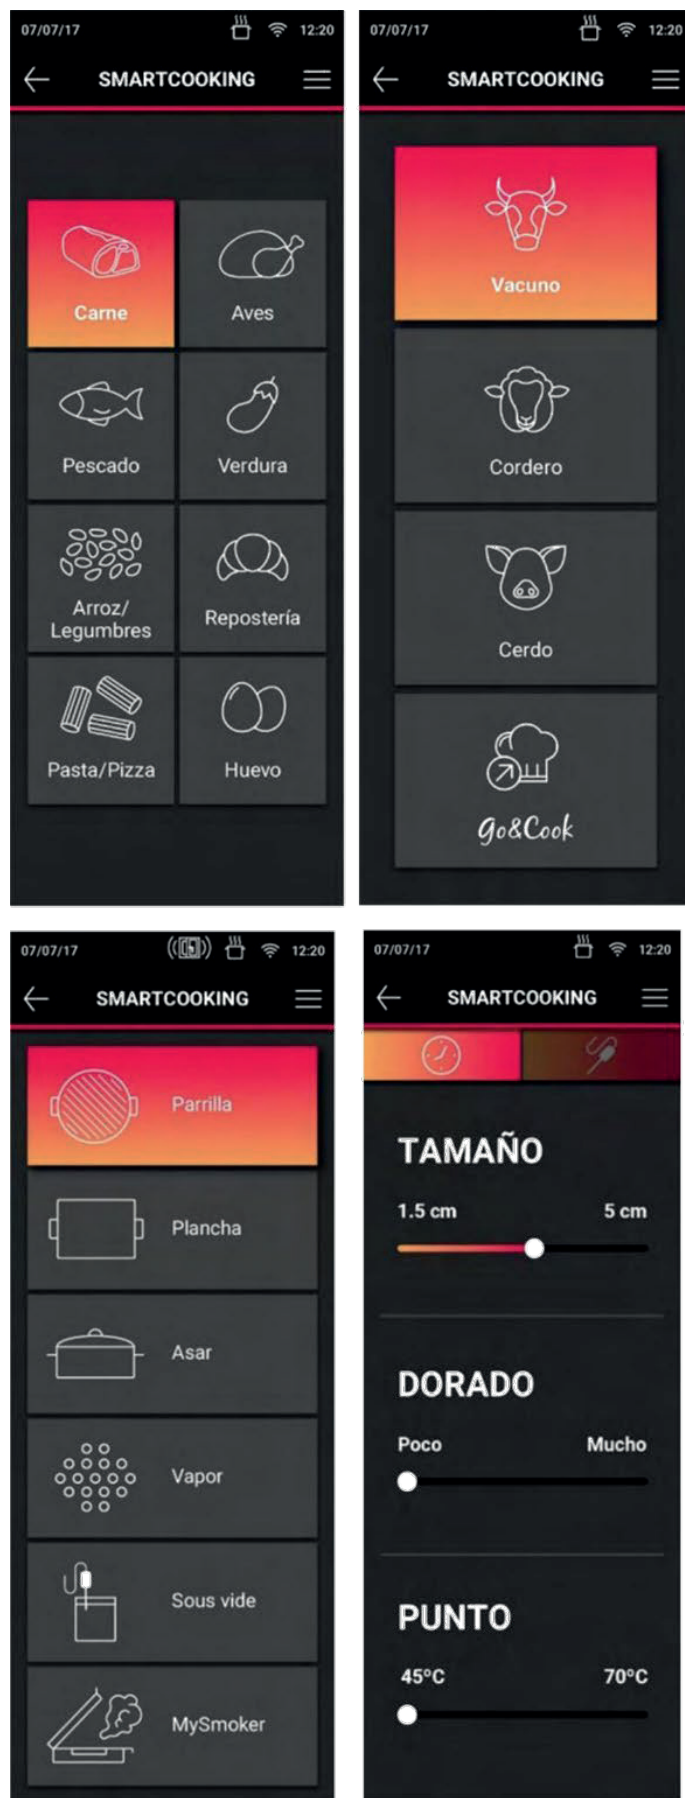 07/07/17 12:20
SMARTCOOKING
Carne
Aves
Pescado
Verdura
Arroz/
Legumbres
Repostería
Pasta/Pizza
Huevo
07/07/17 12:20
SMARTCOOKING
Vacuno
Cordero
Cerdo
Go&Cook
07/07/17 12:20
SMARTCOOKING
Parrilla
Plancha
Asar
Vapor
Sous vide
MySmoker
07/07/17 12:20
SMARTCOOKING
TAMAÑO
1.5 cm 5 cm
DORADO
Poco Mucho
PUNTO
45ºC 70ºC